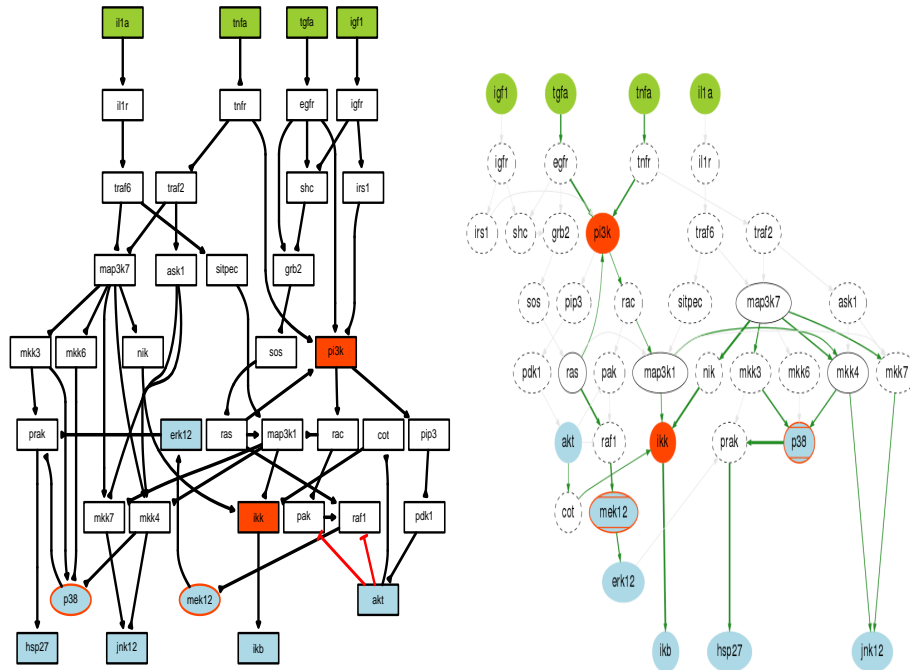 il1a tnfa tgfa igf1
il1r tnfr egfr igfr
traf6 traf2 shc irs1
map3k7 ask1 sitpec grb2
mkk3 mkk6 nik sos pi3k
prak erk12 ras map3k1 rac cot pip3
mkk7 mkk4 ikk pak raf1 pdk1
p38 mek12 akt
hsp27 jnk12 ikb
igf1 tgfa tnfa il1a
igfr egfr tnfr il1r
irs1 shc grb2 pi3k traf6 traf2
sos pip3 rac sitpec map3k7 ask1
pdk1 ras pak map3k1 nik mkk3 mkk6 mkk4 mkk7
akt raf1 ikk prak p38
cot mek12
erk12
ikb hsp27 jnk12